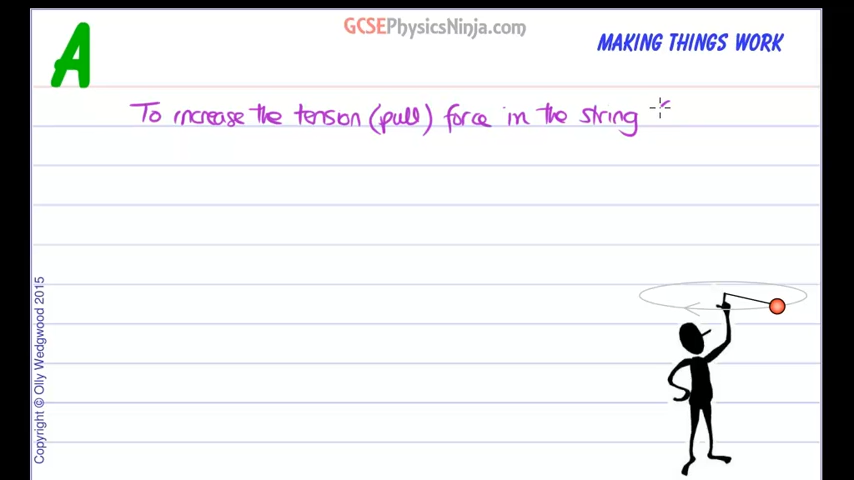 GCSEPhysicsNinja.com
A
MAKING THINGS WORK
To increase the tension (pull) force in the string
Copyright © Olly Wedgwood 2015